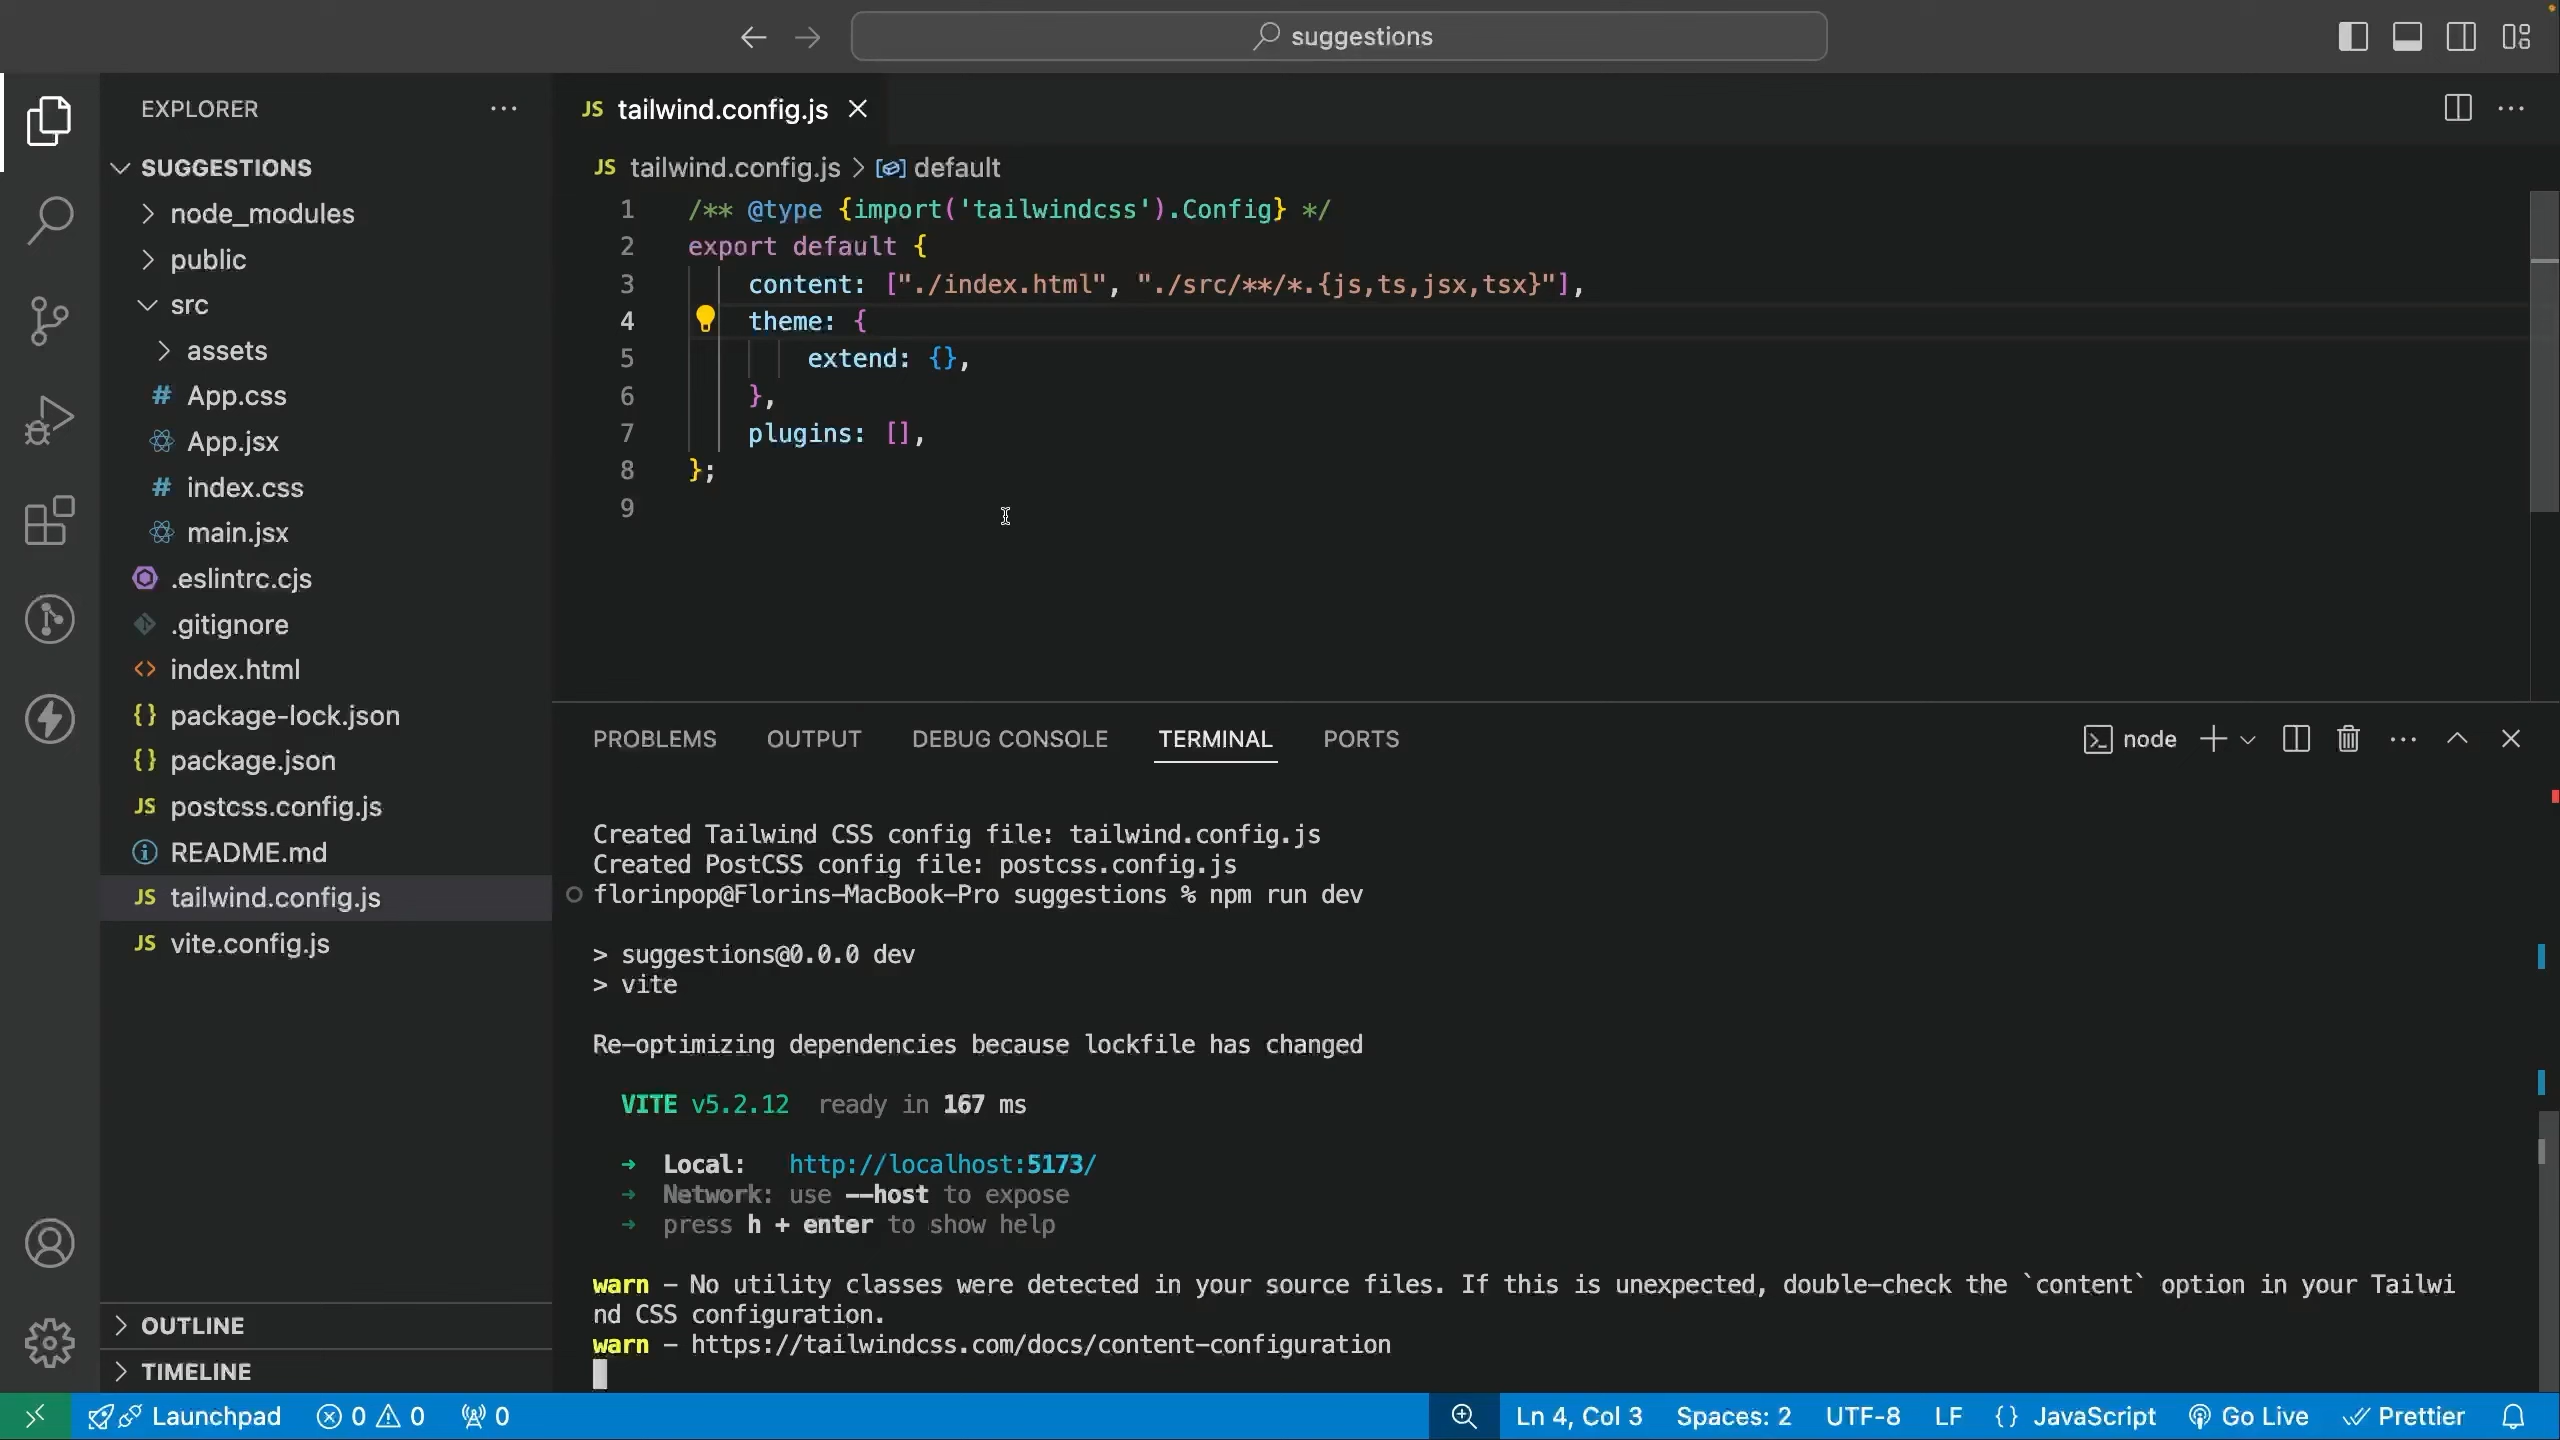 suggestions
EXPLORER
SUGGESTIONS
node_modules
public
src
assets
# App.css
App.jsx
# index.css
main.jsx
.eslintrc.cjs
.gitignore
<> index.html
{} package-lock.json
{} package.json
JS postcss.config.js
README.md
JS tailwind.config.js
JS vite.config.js
OUTLINE
TIMELINE
JS tailwind.config.js
JS tailwind.config.js > default
1 /** @type {import('tailwindcss').Config} */
2 export default {
3 content: ["./index.html", "./src/**/*.{js,ts,jsx,tsx}"],
4 theme: {
5 extend: {},
6 },
7 plugins: [],
8 };
9
PROBLEMS OUTPUT DEBUG CONSOLE TERMINAL PORTS
node
Created Tailwind CSS config file: tailwind.config.js
Created PostCSS config file: postcss.config.js
florinpop@Florins-MacBook-Pro suggestions % npm run dev
> suggestions@0.0.0 dev
> vite
Re-optimizing dependencies because lockfile has changed
VITE v5.2.12 ready in 167 ms
➜ Local: http://localhost:5173/
➜ Network: use --host to expose
➜ press h + enter to show help
warn - No utility classes were detected in your source files. If this is unexpected, double-check the `content` option in your Tailwi
nd CSS configuration.
warn - https://tailwindcss.com/docs/content-configuration
Launchpad 0 0 0 Ln 4, Col 3 Spaces: 2 UTF-8 LF {} JavaScript Go Live Prettier